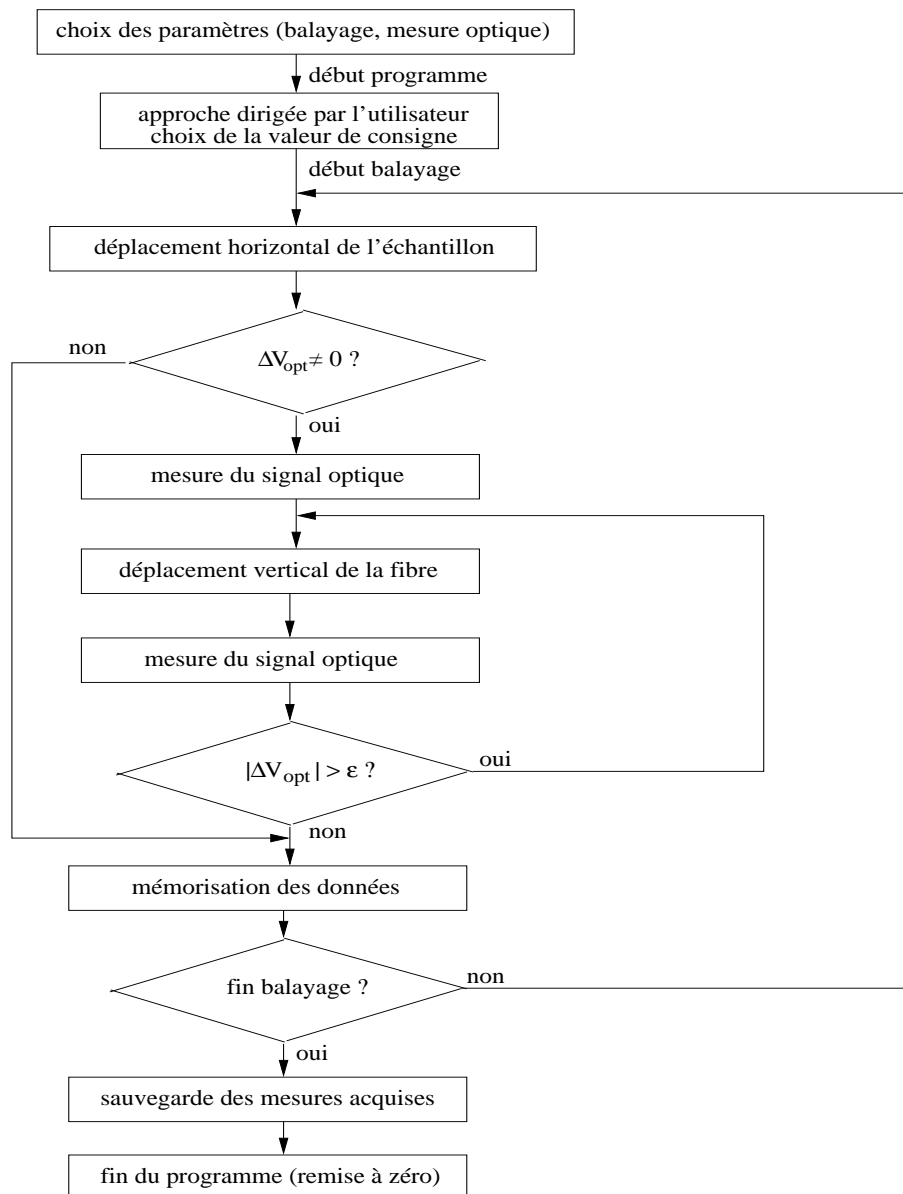 choix des paramètres (balayage, mesure optique)
début programme
approche dirigée par l'utilisateur
choix de la valeur de consigne
début balayage
déplacement horizontal de l'échantillon
non
ΔVopt ≠ 0 ?
oui
mesure du signal optique
déplacement vertical de la fibre
mesure du signal optique
|ΔVopt| > ε ?
oui
non
mémorisation des données
fin balayage ?
non
oui
sauvegarde des mesures acquises
fin du programme (remise à zéro)